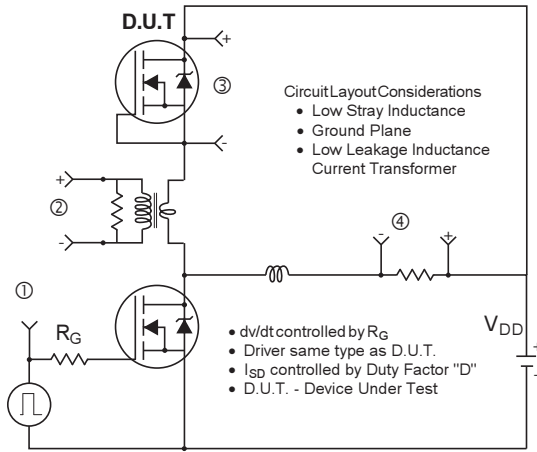 D.U.T
+
③
-
Circuit Layout Considerations
• Low Stray Inductance
• Ground Plane
• Low Leakage Inductance
Current Transformer
+
②
-
④
-
+
①
RG
VDD
+
-
• dv/dt controlled by RG
• Driver same type as D.U.T.
• ISD controlled by Duty Factor "D"
• D.U.T. - Device Under Test